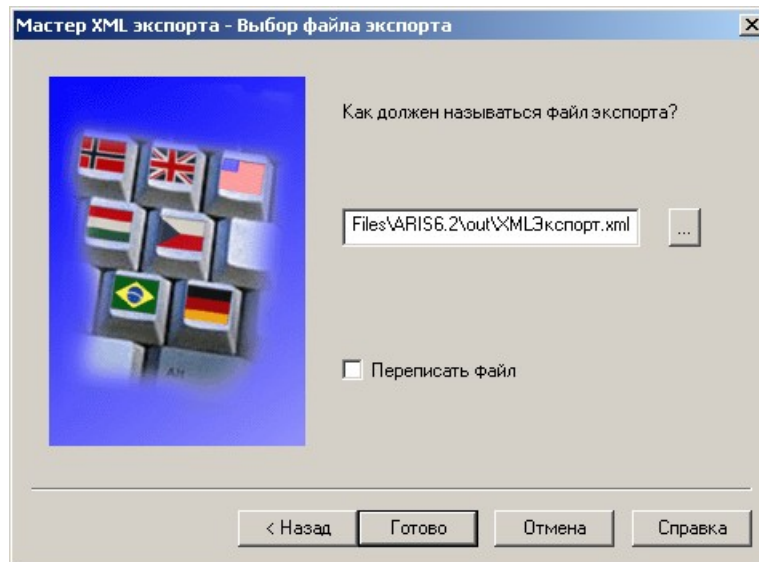 Мастер XML экспорта - Выбор файла экспорта
Как должен называться файл экспорта?
Files\ARIS6.2\out\XMLЭкспорт.xml
...
Переписать файл
Alt
< Назад
Готово
Отмена
Справка